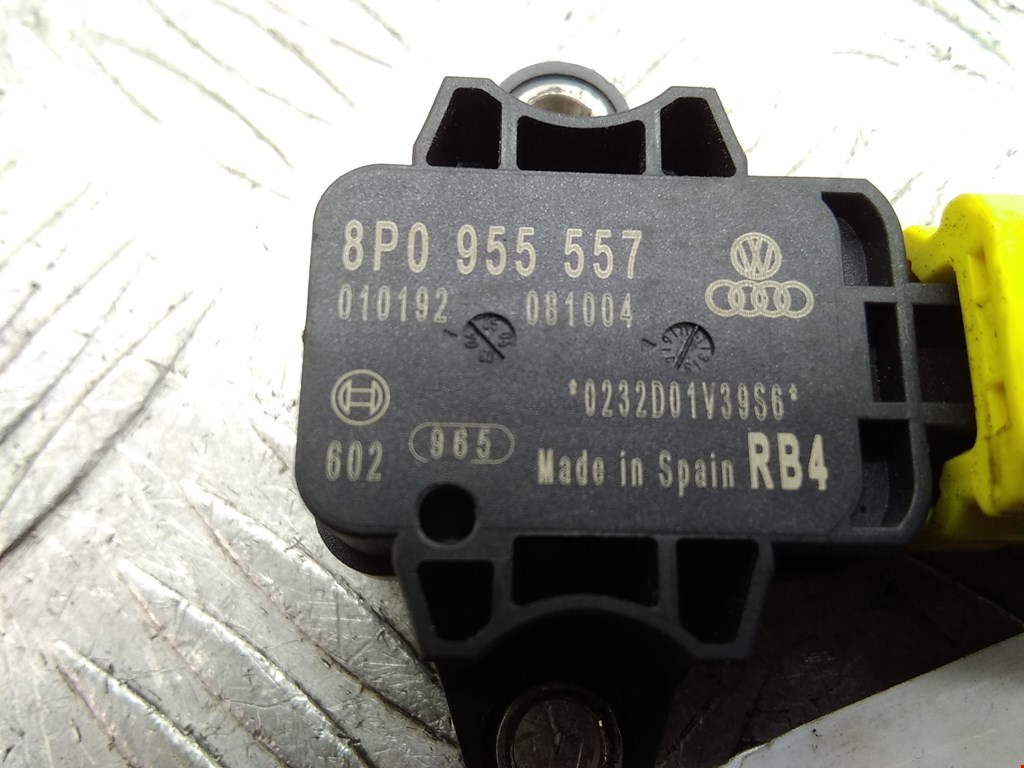 8P0 955 557
010192 081004
*0232D01V39S6*
602 965
Made in Spain RB4